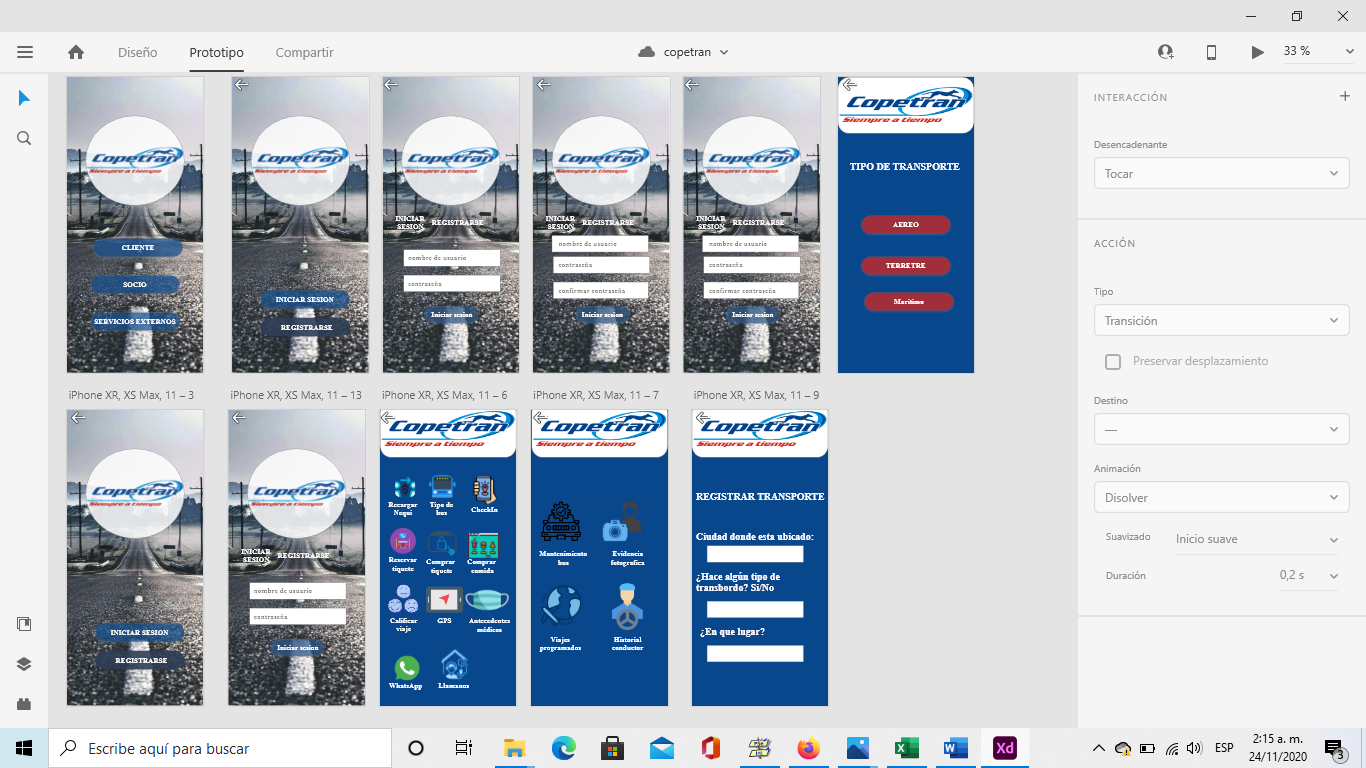 Diseño
Prototipo
Compartir
copetran
33 %
INTERACCIÓN
Desencadenante
Tocar
ACCIÓN
Tipo
Transición
Preservar desplazamiento
Destino
—
Animación
Disolver
Suavizado
Inicio suave
Duración
0,2 s
Copetran
Siempre a tiempo
CLIENTE
SOCIO
SERVICIOS EXTERNOS
Copetran
Siempre a tiempo
INICIAR SESION
REGISTRARSE
Copetran
Siempre a tiempo
INICIAR
SESION
REGISTRARSE
nombre de usuario
contraseña
Iniciar sesion
Copetran
Siempre a tiempo
INICIAR
SESION
REGISTRARSE
nombre de usuario
contraseña
confirmar contraseña
Iniciar sesion
Copetran
Siempre a tiempo
INICIAR
SESION
REGISTRARSE
nombre de usuario
contraseña
confirmar contraseña
Iniciar sesion
Copetran
Siempre a tiempo
TIPO DE TRANSPORTE
AEREO
TERRETRE
Maritimo
iPhone XR, XS Max, 11 – 3
iPhone XR, XS Max, 11 – 13
iPhone XR, XS Max, 11 – 6
iPhone XR, XS Max, 11 – 7
iPhone XR, XS Max, 11 – 9
Copetran
Siempre a tiempo
INICIAR SESION
REGISTRARSE
Copetran
Siempre a tiempo
INICIAR
SESION
REGISTRARSE
nombre de usuario
contraseña
Iniciar sesion
Copetran
Siempre a tiempo
Recargar
Nequi
Tipo de
bus
CheckIn
Reservar
tiquete
Comprar
tiquete
Comprar
comida
Calificar
viaje
GPS
Antecedentes
médicos
WhatsApp
Llamanos
Copetran
Siempre a tiempo
Mantenimiento
bus
Evidencia
fotografica
Viajes
programados
Historial
conductor
Copetran
Siempre a tiempo
REGISTRAR TRANSPORTE
Ciudad donde esta ubicado:
¿Hace algún tipo de
transbordo? Si/No
¿En que lugar?
Escribe aquí para buscar
Xd
ESP
2:15 a. m.
24/11/2020
3